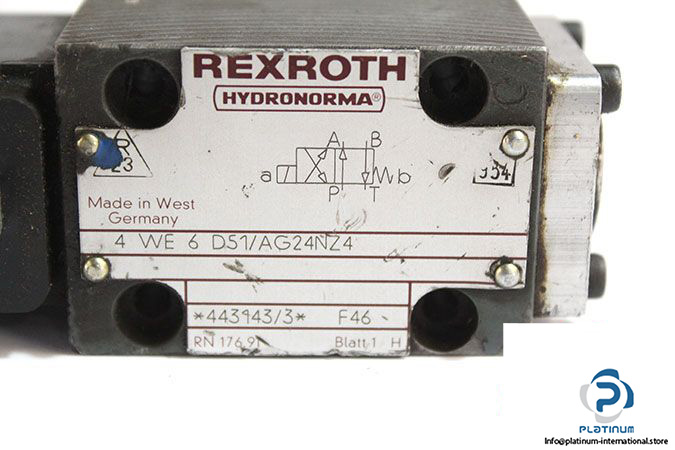 REXROTH
HYDRONORMA®
R
23
A B
a b
P T
Made in West
Germany
4 WE 6 D51/AG24NZ4
*443943/3* F46
RN 176.91 Blatt 1 H
C
P
PLATINUM
Info@platinum-international.store